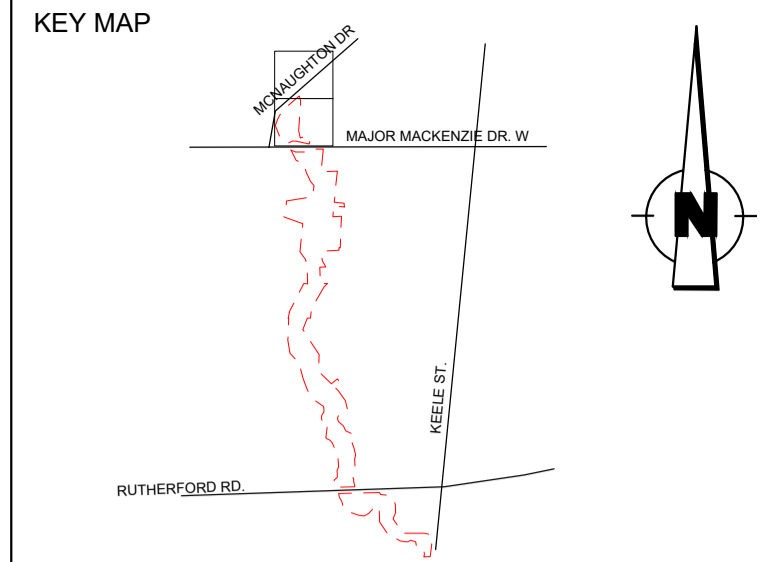 KEY MAP
MCNAUGHTON DR
MAJOR MACKENZIE DR. W
N
KEELE ST.
RUTHERFORD RD.